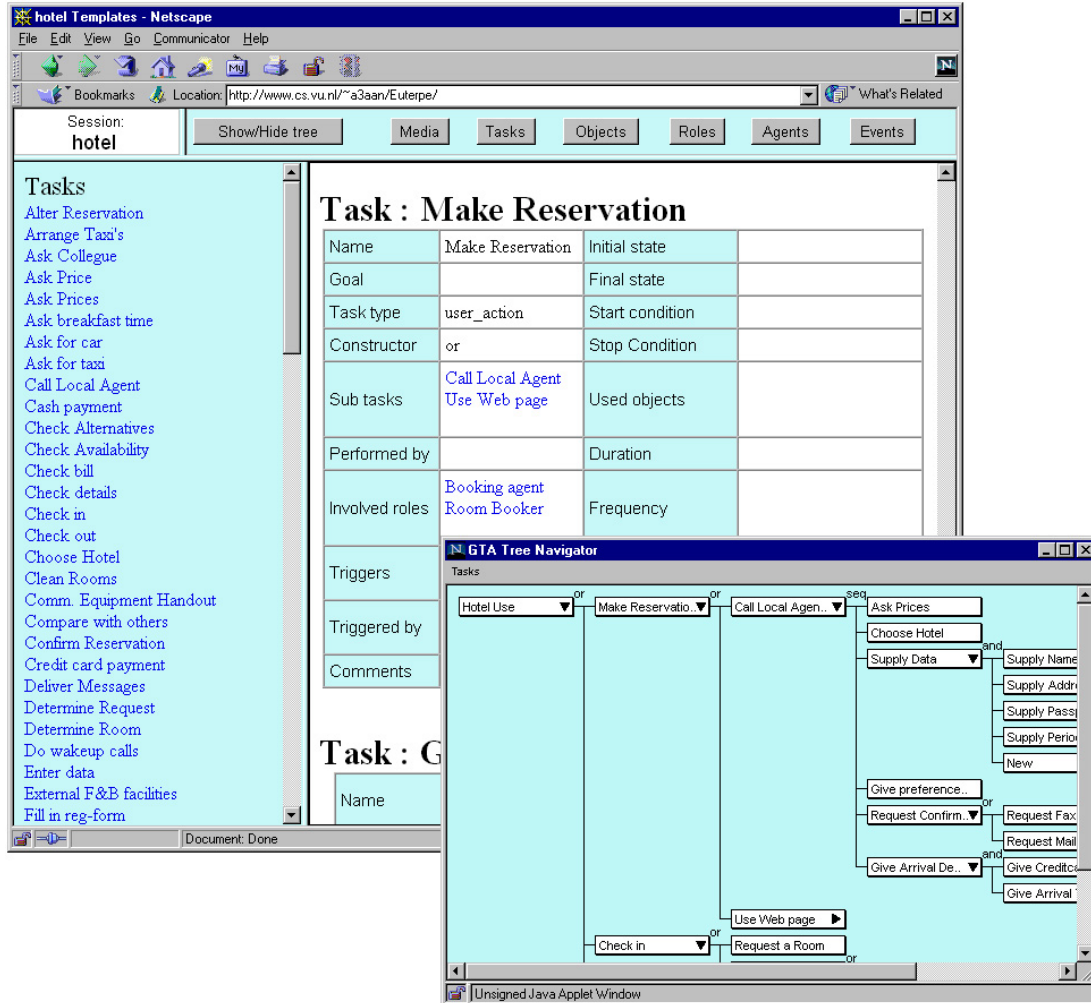 hotel Templates - Netscape
File Edit View Go Communicator Help
My
N
Bookmarks Location: http://www.cs.vu.nl/~a3aan/Euterpe/ What's Related
Session:
hotel
Show/Hide tree Media Tasks Objects Roles Agents Events
Tasks
Alter Reservation
Arrange Taxi's
Ask Collegue
Ask Price
Ask Prices
Ask breakfast time
Ask for car
Ask for taxi
Call Local Agent
Cash payment
Check Alternatives
Check Availability
Check bill
Check details
Check in
Check out
Choose Hotel
Clean Rooms
Comm. Equipment Handout
Compare with others
Confirm Reservation
Credit card payment
Deliver Messages
Determine Request
Determine Room
Do wakeup calls
Enter data
External F&B facilities
Fill in reg-form
Task : Make Reservation
Name Make Reservation Initial state
Goal Final state
Task type user_action Start condition
Constructor or Stop Condition
Sub tasks Call Local Agent Used objects
Use Web page
Performed by Duration
Involved roles Booking agent Frequency
Room Booker
Triggers
Triggered by
Comments
Task : G
Name
Document: Done
N GTA Tree Navigator
Tasks
or or seq
Hotel Use Make Reservatio.. Call Local Agen.. Ask Prices
Choose Hotel
and
Supply Data Supply Name
Supply Addr
Supply Passp
Supply Perio
New
Give preference..
or
Request Confirm.. Request Fax
Request Mail
and
Give Arrival De.. Give Creditca
Give Arrival
Use Web page
or
Check in Request a Room
or
Unsigned Java Applet Window